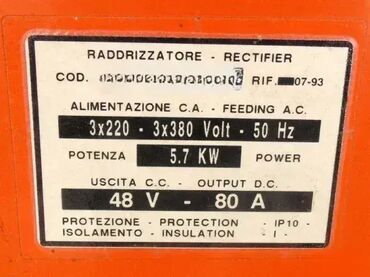 RADDRIZZATORE - RECTIFIER
COD. RIF. 07-93
ALIMENTAZIONE C.A. - FEEDING A.C.
3x220 - 3x380 Volt - 50 Hz
POTENZA 5.7 KW POWER
USCITA C.C. - OUTPUT D.C.
48 V - 80 A
PROTEZIONE - PROTECTION - IP10 -
ISOLAMENTO - INSULATION - I -